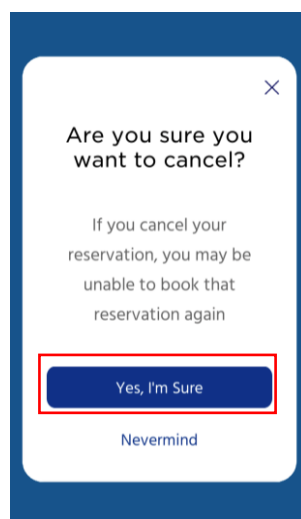 Are you sure you
want to cancel?
If you cancel your
reservation, you may be
unable to book that
reservation again
Yes, I'm Sure
Nevermind